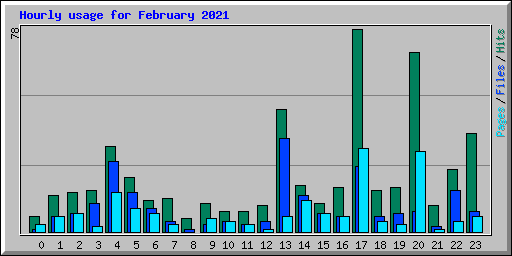 Hourly usage for February 2021
78
Pages / Files / Hits
0 1 2 3 4 5 6 7 8 9 10 11 12 13 14 15 16 17 18 19 20 21 22 23